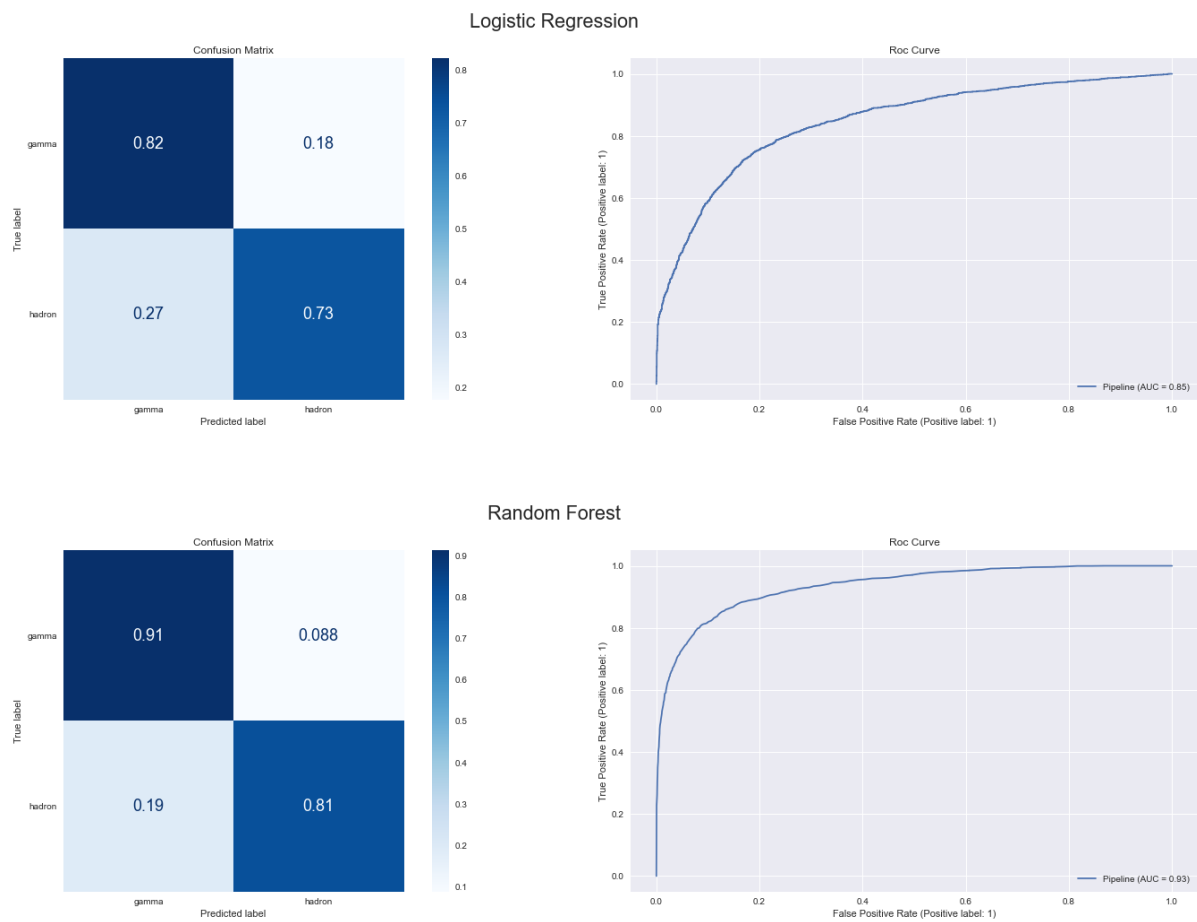 Logistic Regression
Confusion Matrix
True label
gamma
hadron
0.82
0.18
0.27
0.73
gamma
hadron
Predicted label
0.8
0.7
0.6
0.5
0.4
0.3
0.2
Roc Curve
True Positive Rate (Positive label: 1)
1.0
0.8
0.6
0.4
0.2
0.0
Pipeline (AUC = 0.85)
0.0
0.2
0.4
0.6
0.8
1.0
False Positive Rate (Positive label: 1)
Random Forest
Confusion Matrix
True label
gamma
hadron
0.91
0.088
0.19
0.81
gamma
hadron
Predicted label
0.9
0.8
0.7
0.6
0.5
0.4
0.3
0.2
0.1
Roc Curve
True Positive Rate (Positive label: 1)
1.0
0.8
0.6
0.4
0.2
0.0
Pipeline (AUC = 0.93)
0.0
0.2
0.4
0.6
0.8
1.0
False Positive Rate (Positive label: 1)